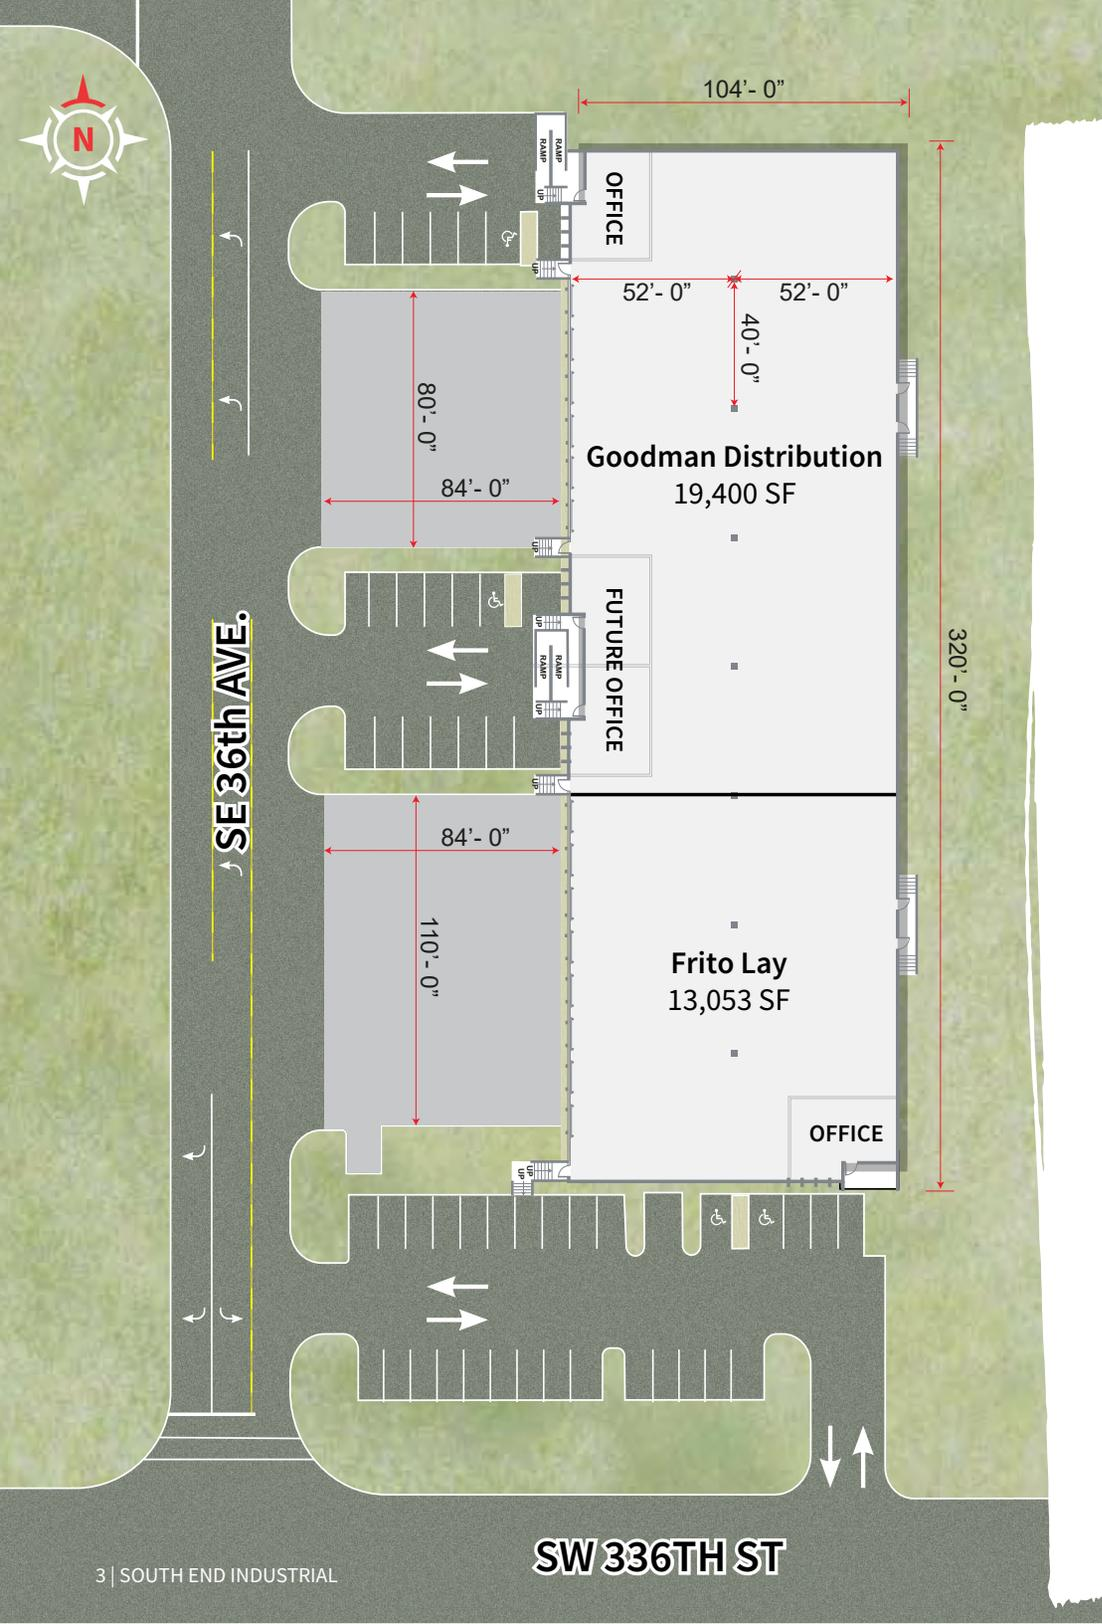 104’- 0”
N
RAMP
RAMP
UP
OFFICE
UP
52’- 0”
52’- 0”
40’- 0”
80’- 0”
84’- 0”
Goodman Distribution
19,400 SF
UP
320’- 0”
FUTURE OFFICE
UP
RAMP
RAMP
UP
SE 36th AVE.
UP
84’- 0”
110’- 0”
Frito Lay
13,053 SF
OFFICE
UP
UP
SW 336TH ST
3 | SOUTH END INDUSTRIAL